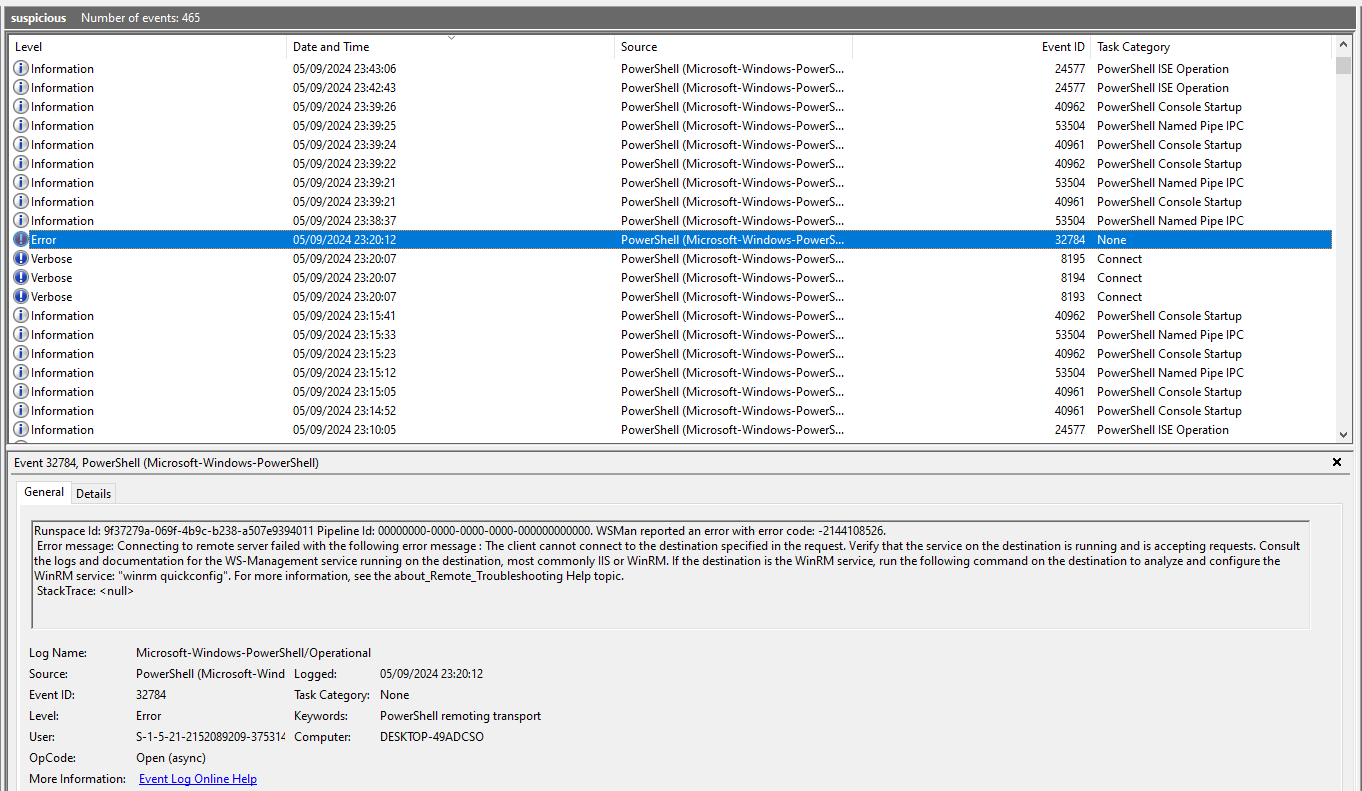 suspicious Number of events: 465
Level Date and Time Source Event ID Task Category
Information 05/09/2024 23:43:06 PowerShell (Microsoft-Windows-PowerS... 24577 PowerShell ISE Operation
Information 05/09/2024 23:42:43 PowerShell (Microsoft-Windows-PowerS... 24577 PowerShell ISE Operation
Information 05/09/2024 23:39:26 PowerShell (Microsoft-Windows-PowerS... 40962 PowerShell Console Startup
Information 05/09/2024 23:39:25 PowerShell (Microsoft-Windows-PowerS... 53504 PowerShell Named Pipe IPC
Information 05/09/2024 23:39:24 PowerShell (Microsoft-Windows-PowerS... 40961 PowerShell Console Startup
Information 05/09/2024 23:39:22 PowerShell (Microsoft-Windows-PowerS... 40962 PowerShell Console Startup
Information 05/09/2024 23:39:21 PowerShell (Microsoft-Windows-PowerS... 53504 PowerShell Named Pipe IPC
Information 05/09/2024 23:39:21 PowerShell (Microsoft-Windows-PowerS... 40961 PowerShell Console Startup
Information 05/09/2024 23:38:37 PowerShell (Microsoft-Windows-PowerS... 53504 PowerShell Named Pipe IPC
Error 05/09/2024 23:20:12 PowerShell (Microsoft-Windows-PowerS... 32784 None
Verbose 05/09/2024 23:20:07 PowerShell (Microsoft-Windows-PowerS... 8195 Connect
Verbose 05/09/2024 23:20:07 PowerShell (Microsoft-Windows-PowerS... 8194 Connect
Verbose 05/09/2024 23:20:07 PowerShell (Microsoft-Windows-PowerS... 8193 Connect
Information 05/09/2024 23:15:41 PowerShell (Microsoft-Windows-PowerS... 40962 PowerShell Console Startup
Information 05/09/2024 23:15:33 PowerShell (Microsoft-Windows-PowerS... 53504 PowerShell Named Pipe IPC
Information 05/09/2024 23:15:23 PowerShell (Microsoft-Windows-PowerS... 40962 PowerShell Console Startup
Information 05/09/2024 23:15:12 PowerShell (Microsoft-Windows-PowerS... 53504 PowerShell Named Pipe IPC
Information 05/09/2024 23:15:05 PowerShell (Microsoft-Windows-PowerS... 40961 PowerShell Console Startup
Information 05/09/2024 23:14:52 PowerShell (Microsoft-Windows-PowerS... 40961 PowerShell Console Startup
Information 05/09/2024 23:10:05 PowerShell (Microsoft-Windows-PowerS... 24577 PowerShell ISE Operation
Event 32784, PowerShell (Microsoft-Windows-PowerShell)
General Details
Runspace Id: 9f37279a-069f-4b9c-b238-a507e9394011 Pipeline Id: 00000000-0000-0000-0000-000000000000. WSMan reported an error with error code: -2144108526.
Error message: Connecting to remote server failed with the following error message : The client cannot connect to the destination specified in the request. Verify that the service on the destination is running and is accepting requests. Consult
the logs and documentation for the WS-Management service running on the destination, most commonly IIS or WinRM. If the destination is the WinRM service, run the following command on the destination to analyze and configure the
WinRM service: "winrm quickconfig". For more information, see the about_Remote_Troubleshooting Help topic.
StackTrace: <null>
Log Name: Microsoft-Windows-PowerShell/Operational
Source: PowerShell (Microsoft-Wind Logged: 05/09/2024 23:20:12
Event ID: 32784 Task Category: None
Level: Error Keywords: PowerShell remoting transport
User: S-1-5-21-2152089209-375314 Computer: DESKTOP-49ADCSO
OpCode: Open (async)
More Information: Event Log Online Help